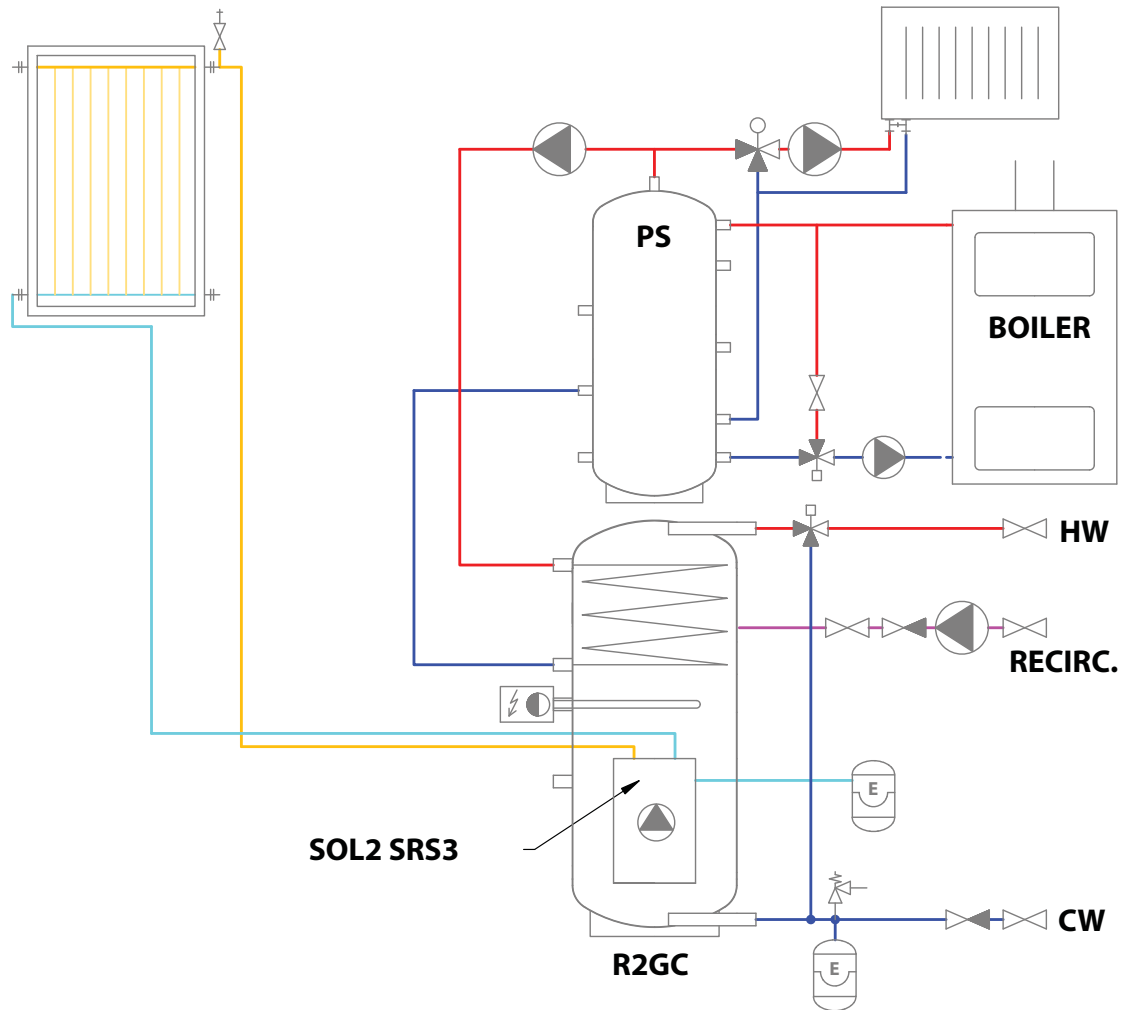 PS
BOILER
HW
RECIRC.
E
SOL2 SRS3
CW
R2GC
E